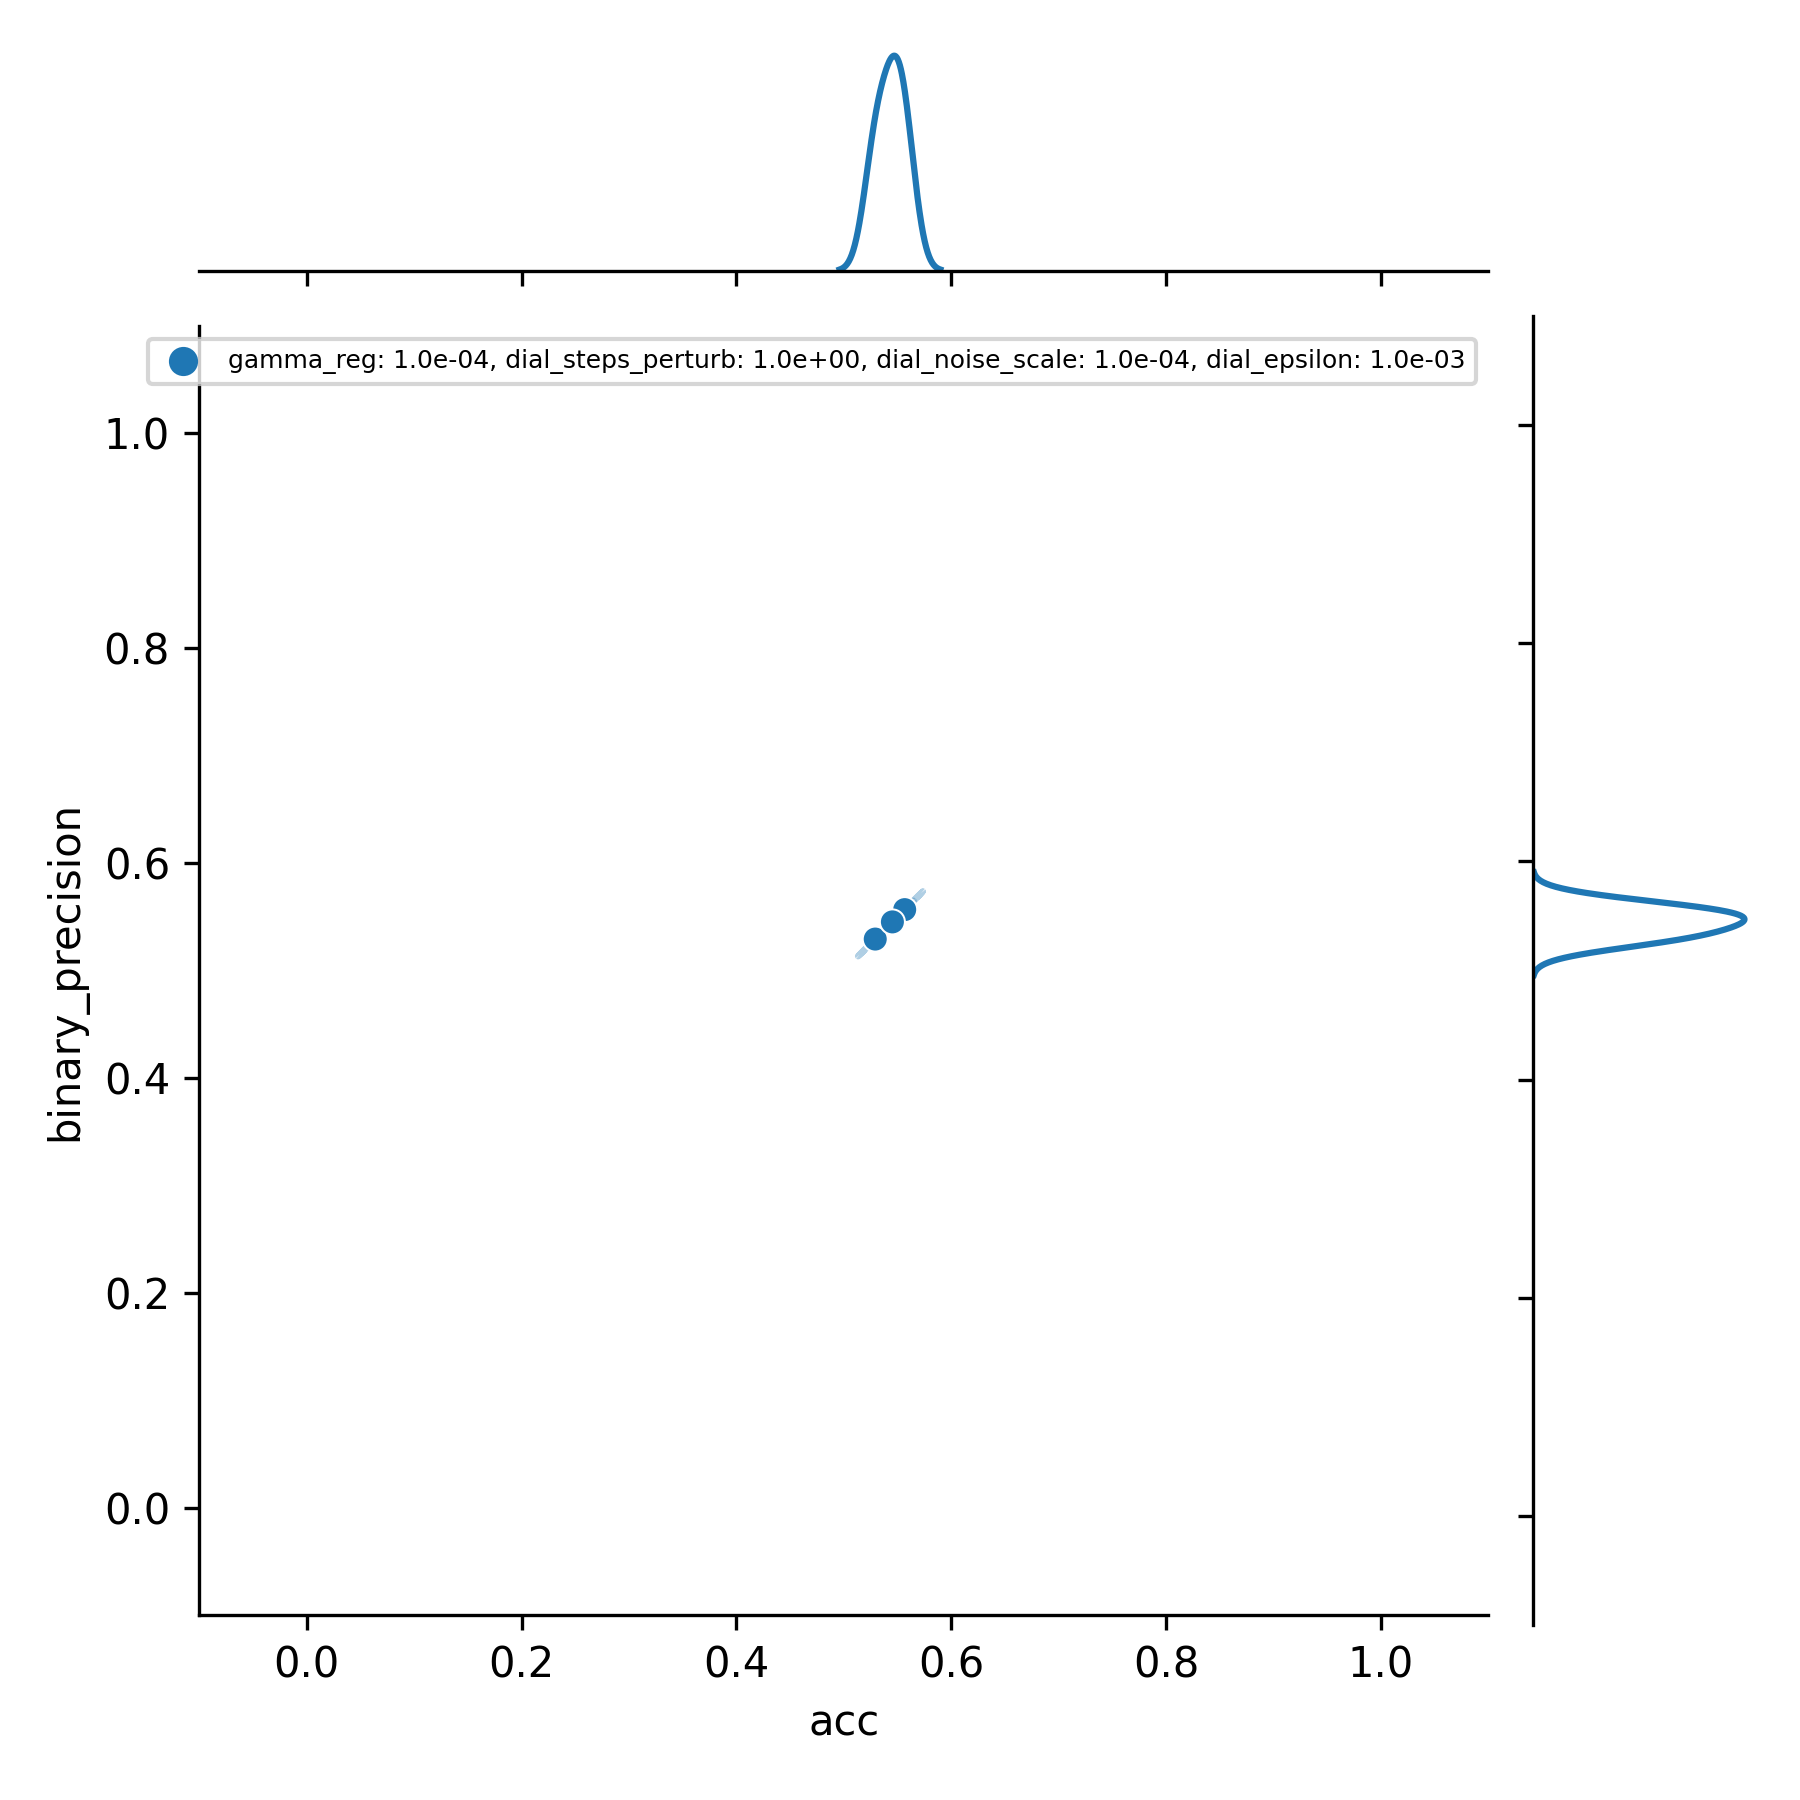 gamma_reg: 1.0e-04, dial_steps_perturb: 1.0e+00, dial_noise_scale: 1.0e-04, dial_epsilon: 1.0e-03
1.0
0.8
0.6
0.4
0.2
0.0
binary_precision
0.0 0.2 0.4 0.6 0.8 1.0
acc